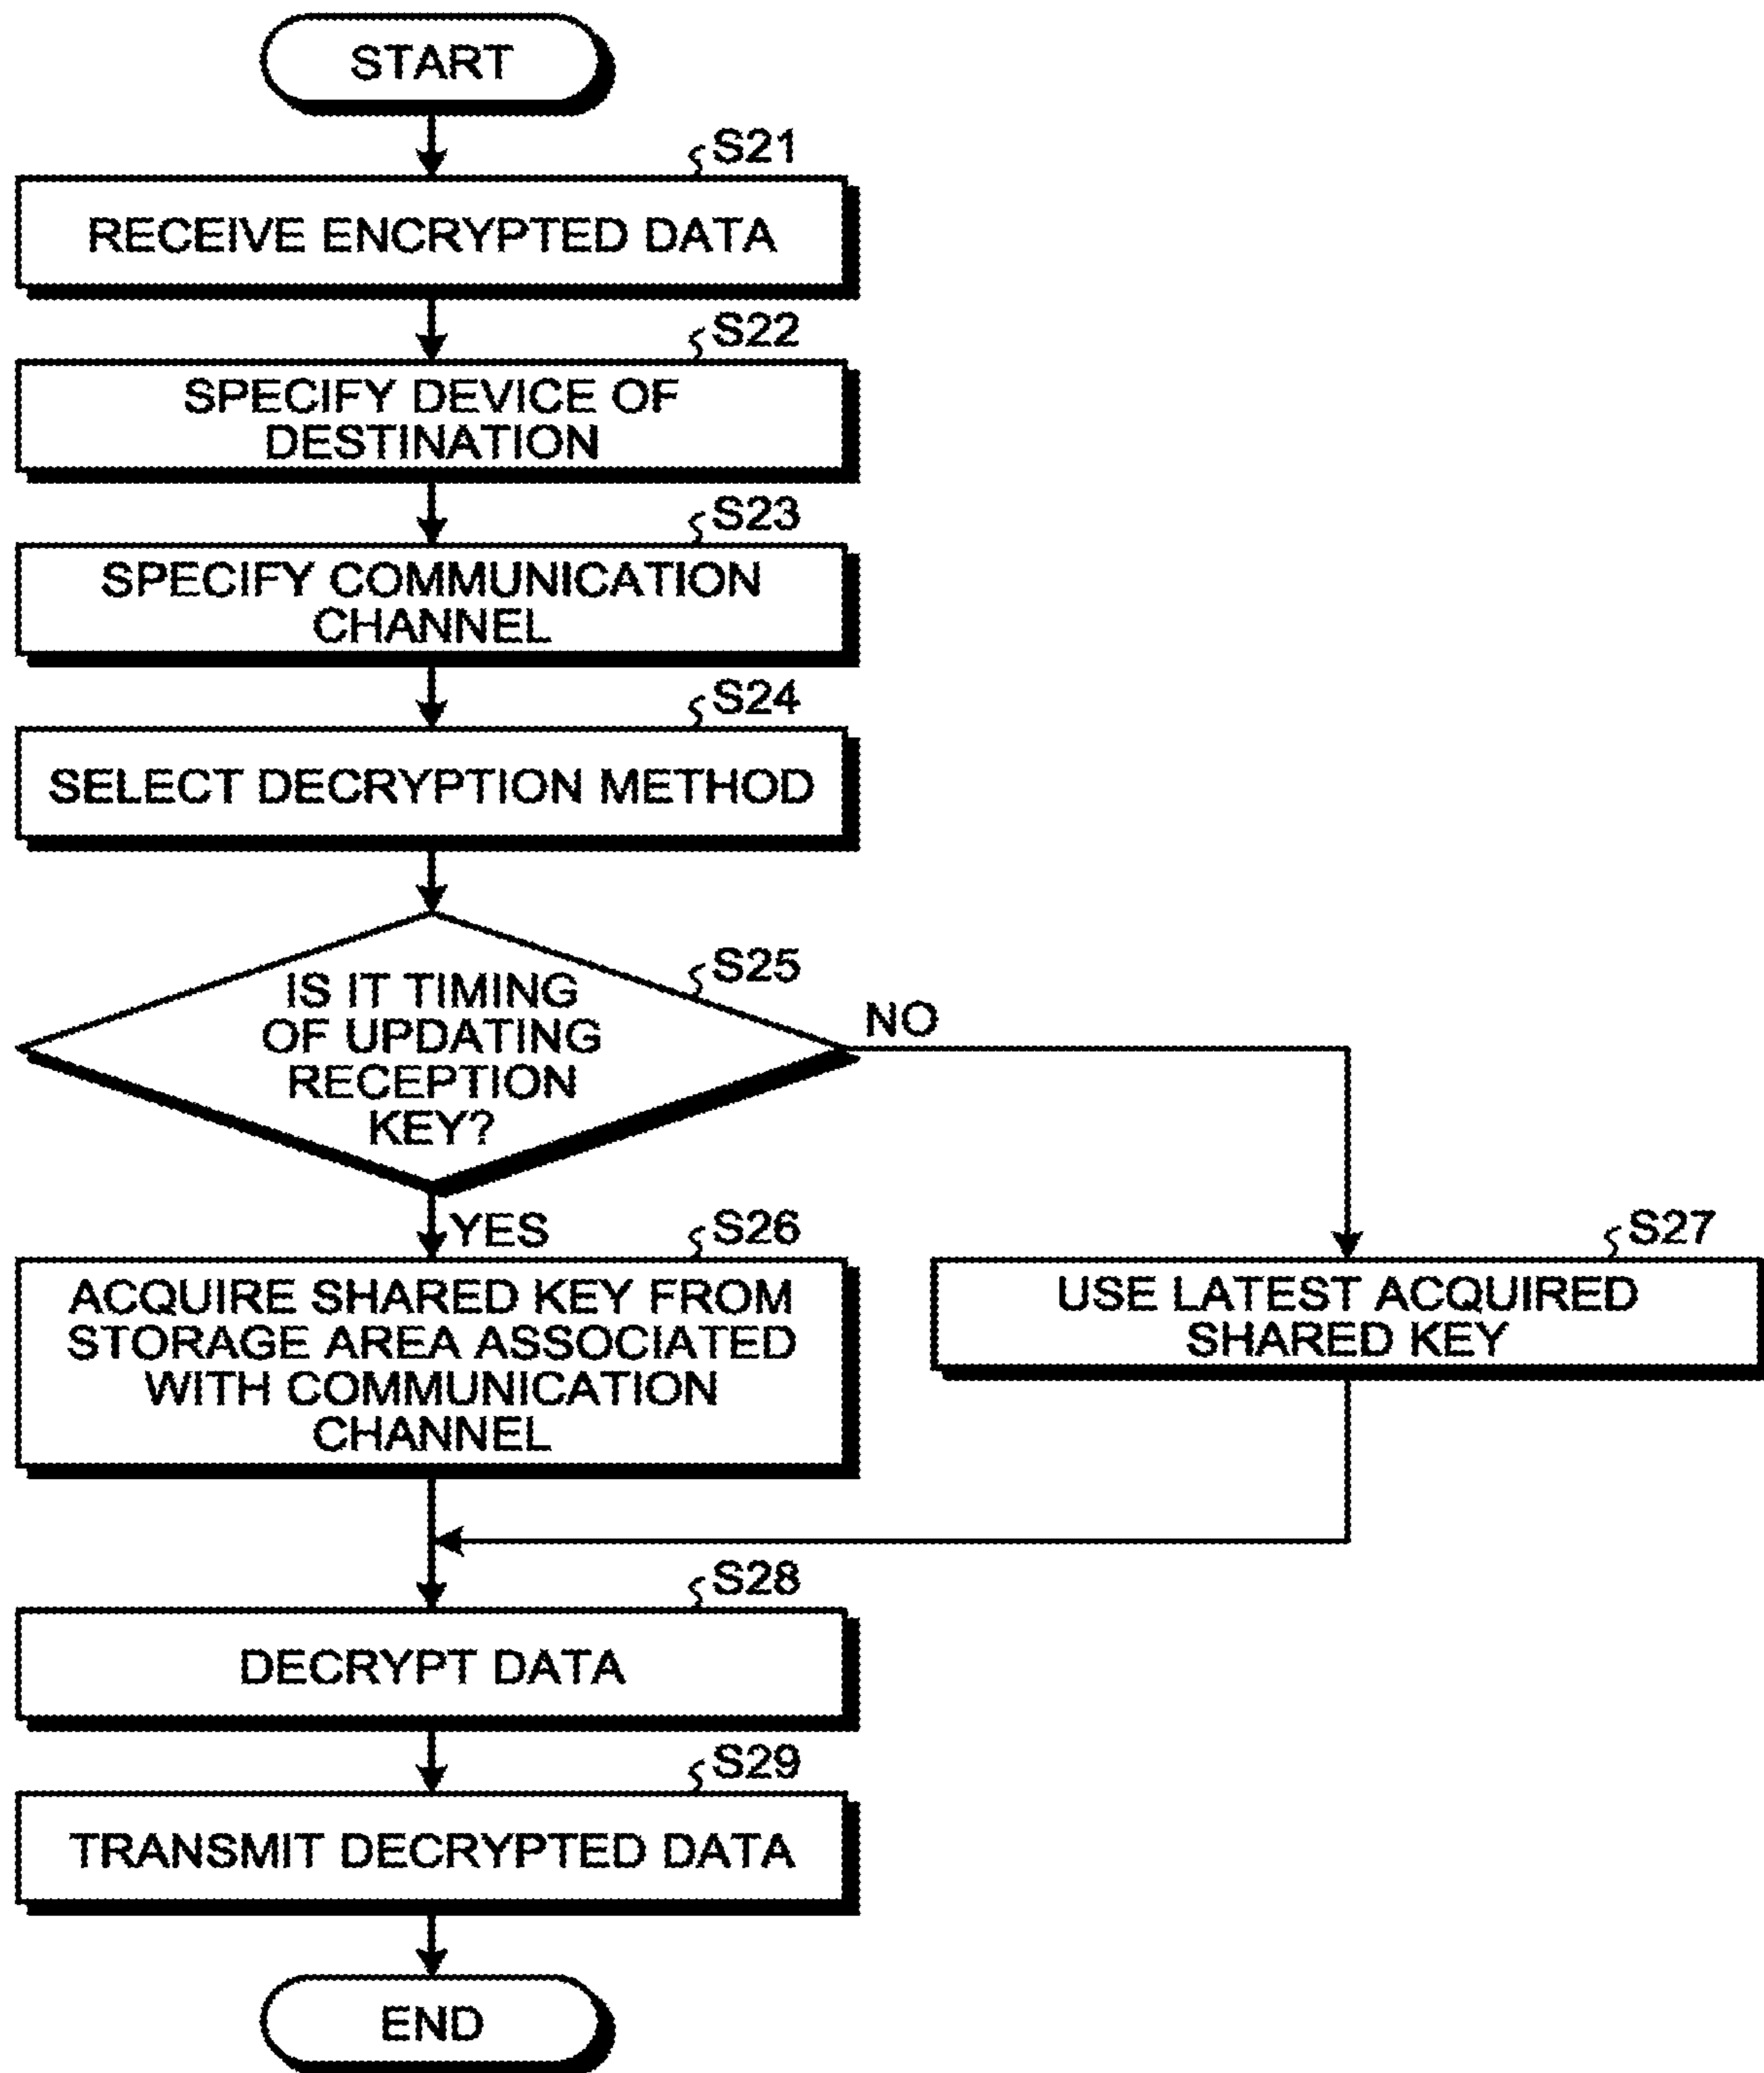 START
S21
RECEIVE ENCRYPTED DATA
S22
SPECIFY DEVICE OF
DESTINATION
S23
SPECIFY COMMUNICATION
CHANNEL
S24
SELECT DECRYPTION METHOD
S25
IS IT TIMING
OF UPDATING
RECEPTION
KEY?
NO
YES
S26
ACQUIRE SHARED KEY FROM
STORAGE AREA ASSOCIATED
WITH COMMUNICATION
CHANNEL
S27
USE LATEST ACQUIRED
SHARED KEY
S28
DECRYPT DATA
S29
TRANSMIT DECRYPTED DATA
END